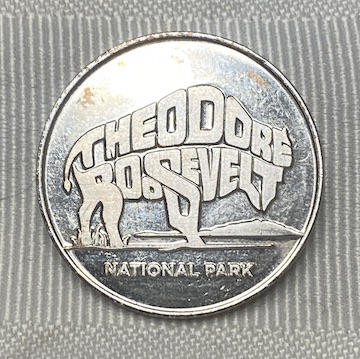 THEODORE
ROOSEVELT
NATIONAL PARK